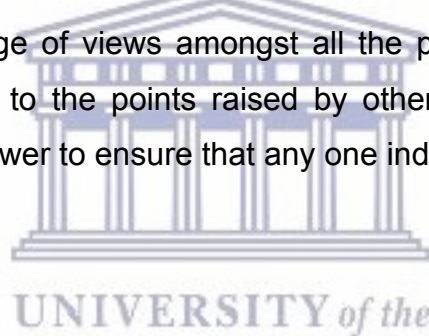 ge of views amongst all the p
to the points raised by other
wer to ensure that any one ind
UNIVERSITY of the